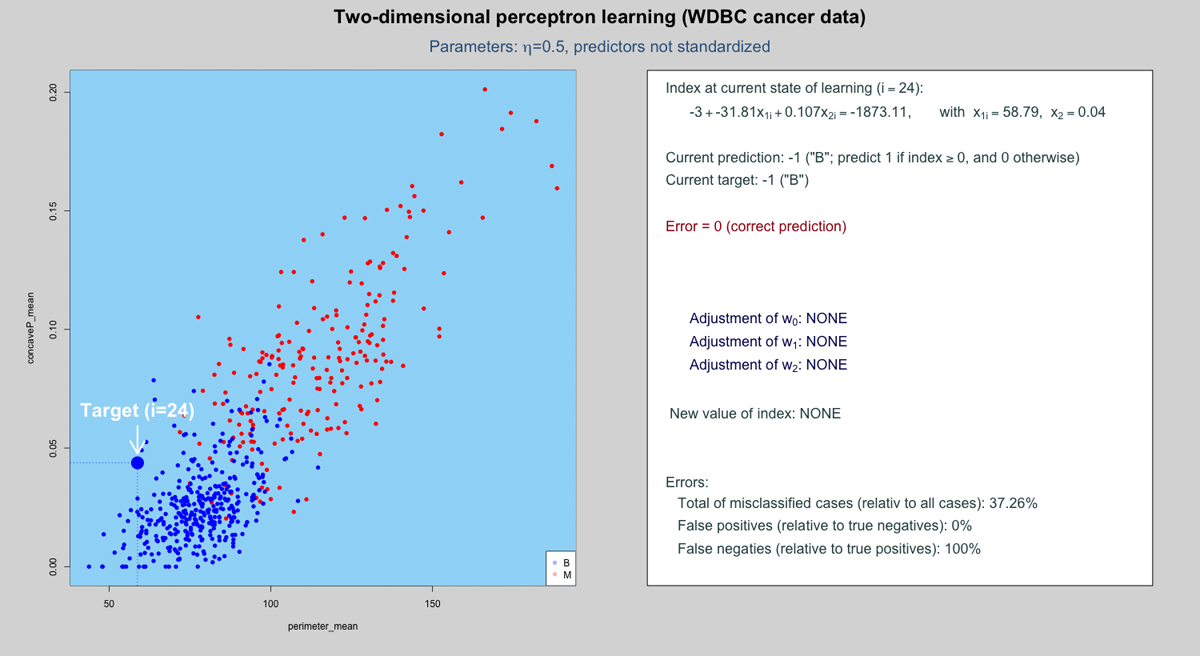 Two-dimensional perceptron learning (WDBC cancer data)
Parameters: η=0.5, predictors not standardized
concaveP_mean
0.20
0.15
0.10
0.05
0.00
Target (i=24)
B
M
50 100 150
perimeter_mean
Index at current state of learning (i = 24):
-3 + -31.81x₁ᵢ + 0.107x₂ᵢ = -1873.11, with x₁ᵢ = 58.79, x₂ = 0.04
Current prediction: -1 ("B"; predict 1 if index ≥ 0, and 0 otherwise)
Current target: -1 ("B")
Error = 0 (correct prediction)
Adjustment of w₀: NONE
Adjustment of w₁: NONE
Adjustment of w₂: NONE
New value of index: NONE
Errors:
Total of misclassified cases (relativ to all cases): 37.26%
False positives (relative to true negatives): 0%
False negaties (relative to true positives): 100%